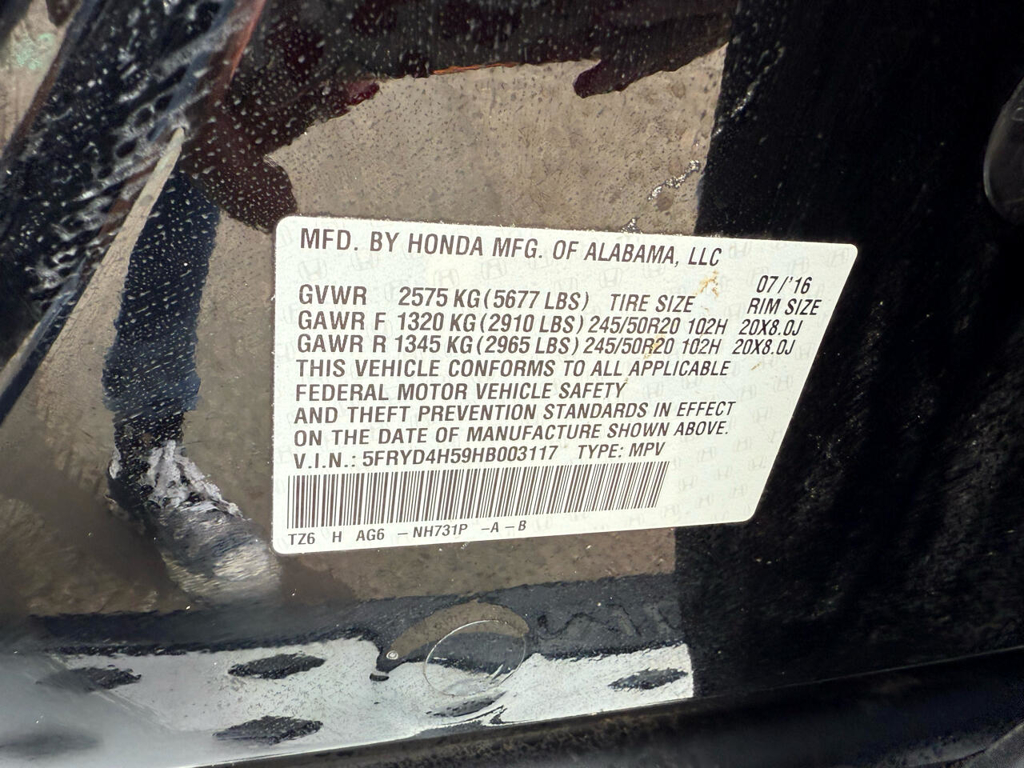 MFD. BY HONDA MFG. OF ALABAMA, LLC
07/'16
GVWR 2575 KG (5677 LBS) TIRE SIZE RIM SIZE
GAWR F 1320 KG (2910 LBS) 245/50R20 102H 20X8.0J
GAWR R 1345 KG (2965 LBS) 245/50R20 102H 20X8.0J
THIS VEHICLE CONFORMS TO ALL APPLICABLE
FEDERAL MOTOR VEHICLE SAFETY
AND THEFT PREVENTION STANDARDS IN EFFECT
ON THE DATE OF MANUFACTURE SHOWN ABOVE.
V.I.N.: 5FRYD4H59HB003117 TYPE: MPV
TZ6 H AG6 -NH731P -A-B